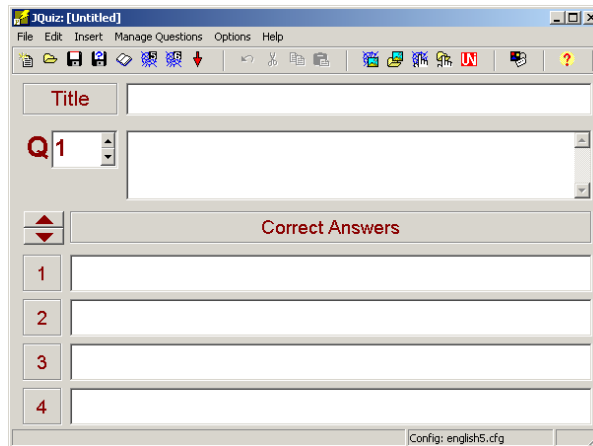 JQuiz: [Untitled]
File Edit Insert Manage Questions Options Help
Title
Q 1
Correct Answers
1
2
3
4
Config: english5.cfg